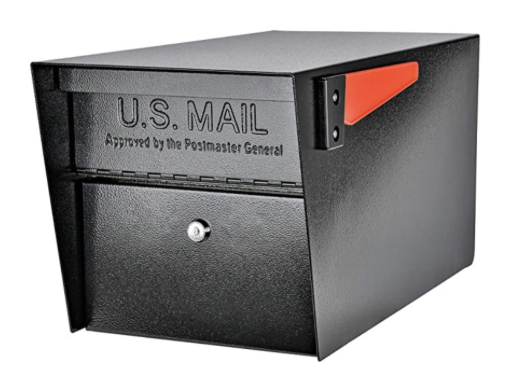 U.S. MAIL
Approved by the Postmaster General